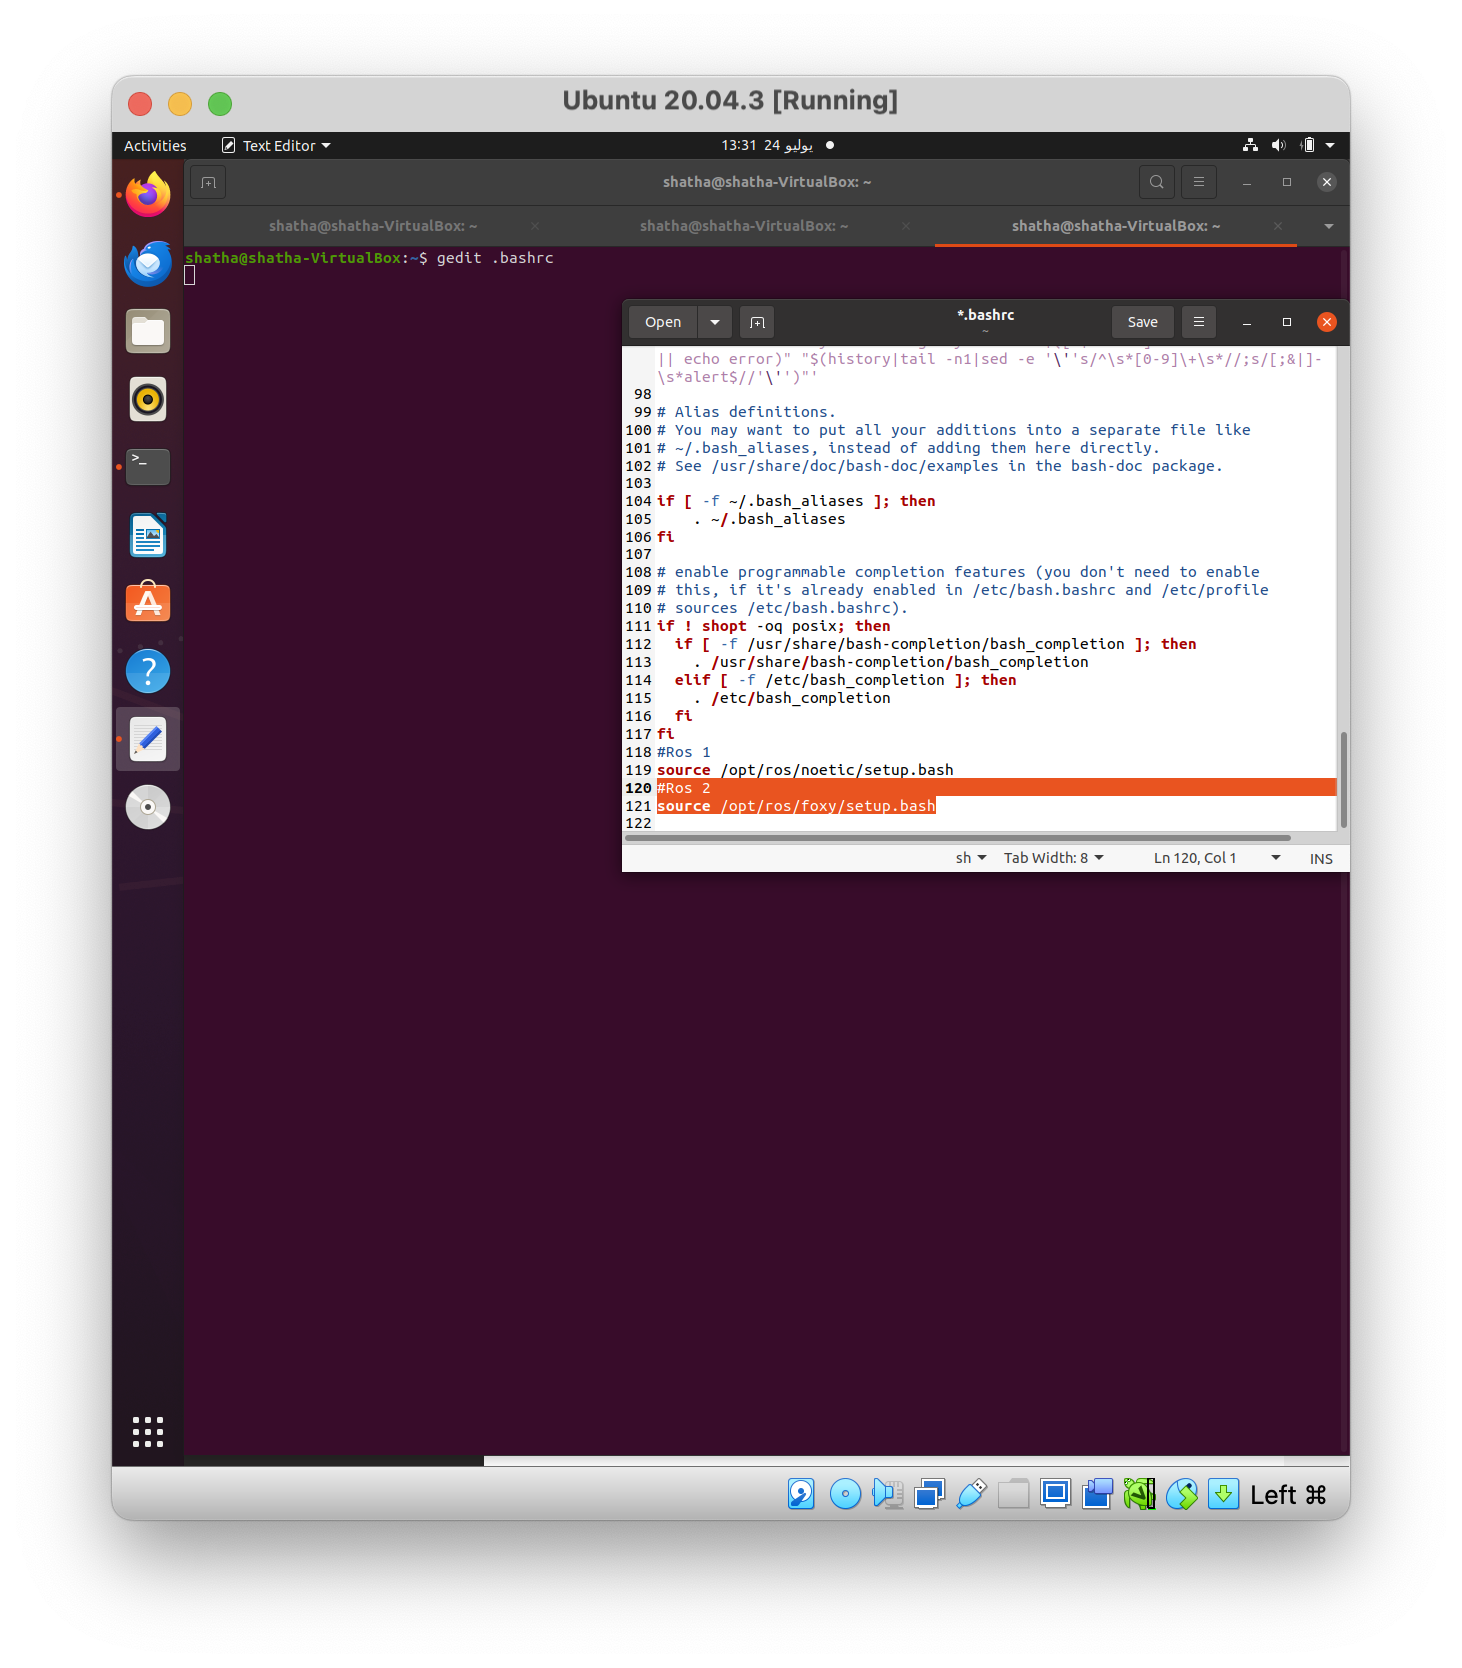 Ubuntu 20.04.3 [Running]
Activities
Text Editor
13:31 24 يوليو
shatha@shatha-VirtualBox: ~
shatha@shatha-VirtualBox: ~
shatha@shatha-VirtualBox: ~
shatha@shatha-VirtualBox: ~
shatha@shatha-VirtualBox:~$ gedit .bashrc
Open
*.bashrc
~
Save
|| echo error)" "$(history|tail -n1|sed -e '\''s/^\s*[0-9]\+\s*//;s/[;&|]-
\s*alert$//'\'')"'
98
99 # Alias definitions.
100 # You may want to put all your additions into a separate file like
101 # ~/.bash_aliases, instead of adding them here directly.
102 # See /usr/share/doc/bash-doc/examples in the bash-doc package.
103
104 if [ -f ~/.bash_aliases ]; then
105     . ~/.bash_aliases
106 fi
107
108 # enable programmable completion features (you don't need to enable
109 # this, if it's already enabled in /etc/bash.bashrc and /etc/profile
110 # sources /etc/bash.bashrc).
111 if ! shopt -oq posix; then
112   if [ -f /usr/share/bash-completion/bash_completion ]; then
113     . /usr/share/bash-completion/bash_completion
114   elif [ -f /etc/bash_completion ]; then
115     . /etc/bash_completion
116   fi
117 fi
118 #Ros 1
119 source /opt/ros/noetic/setup.bash
120 #Ros 2
121 source /opt/ros/foxy/setup.bash
122
sh
Tab Width: 8
Ln 120, Col 1
INS
Left ⌘